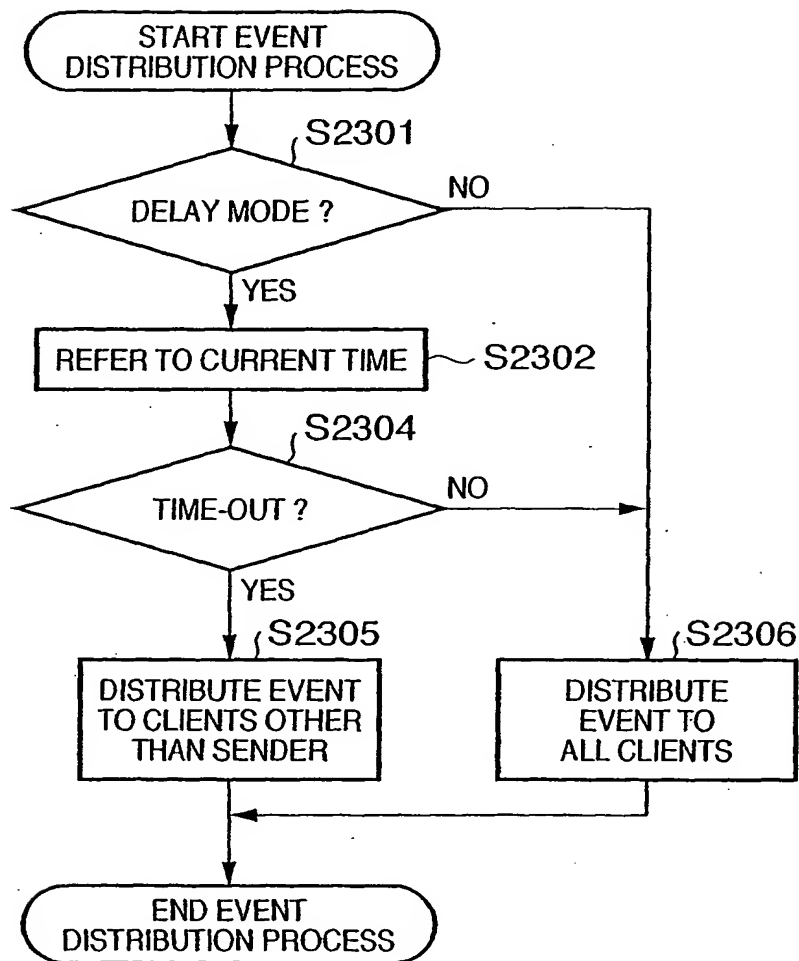 START EVENT
DISTRIBUTION PROCESS
S2301
DELAY MODE ?
NO
YES
REFER TO CURRENT TIME
S2302
S2304
TIME-OUT ?
NO
YES
S2305
DISTRIBUTE EVENT
TO CLIENTS OTHER
THAN SENDER
S2306
DISTRIBUTE
EVENT TO
ALL CLIENTS
END EVENT
DISTRIBUTION PROCESS